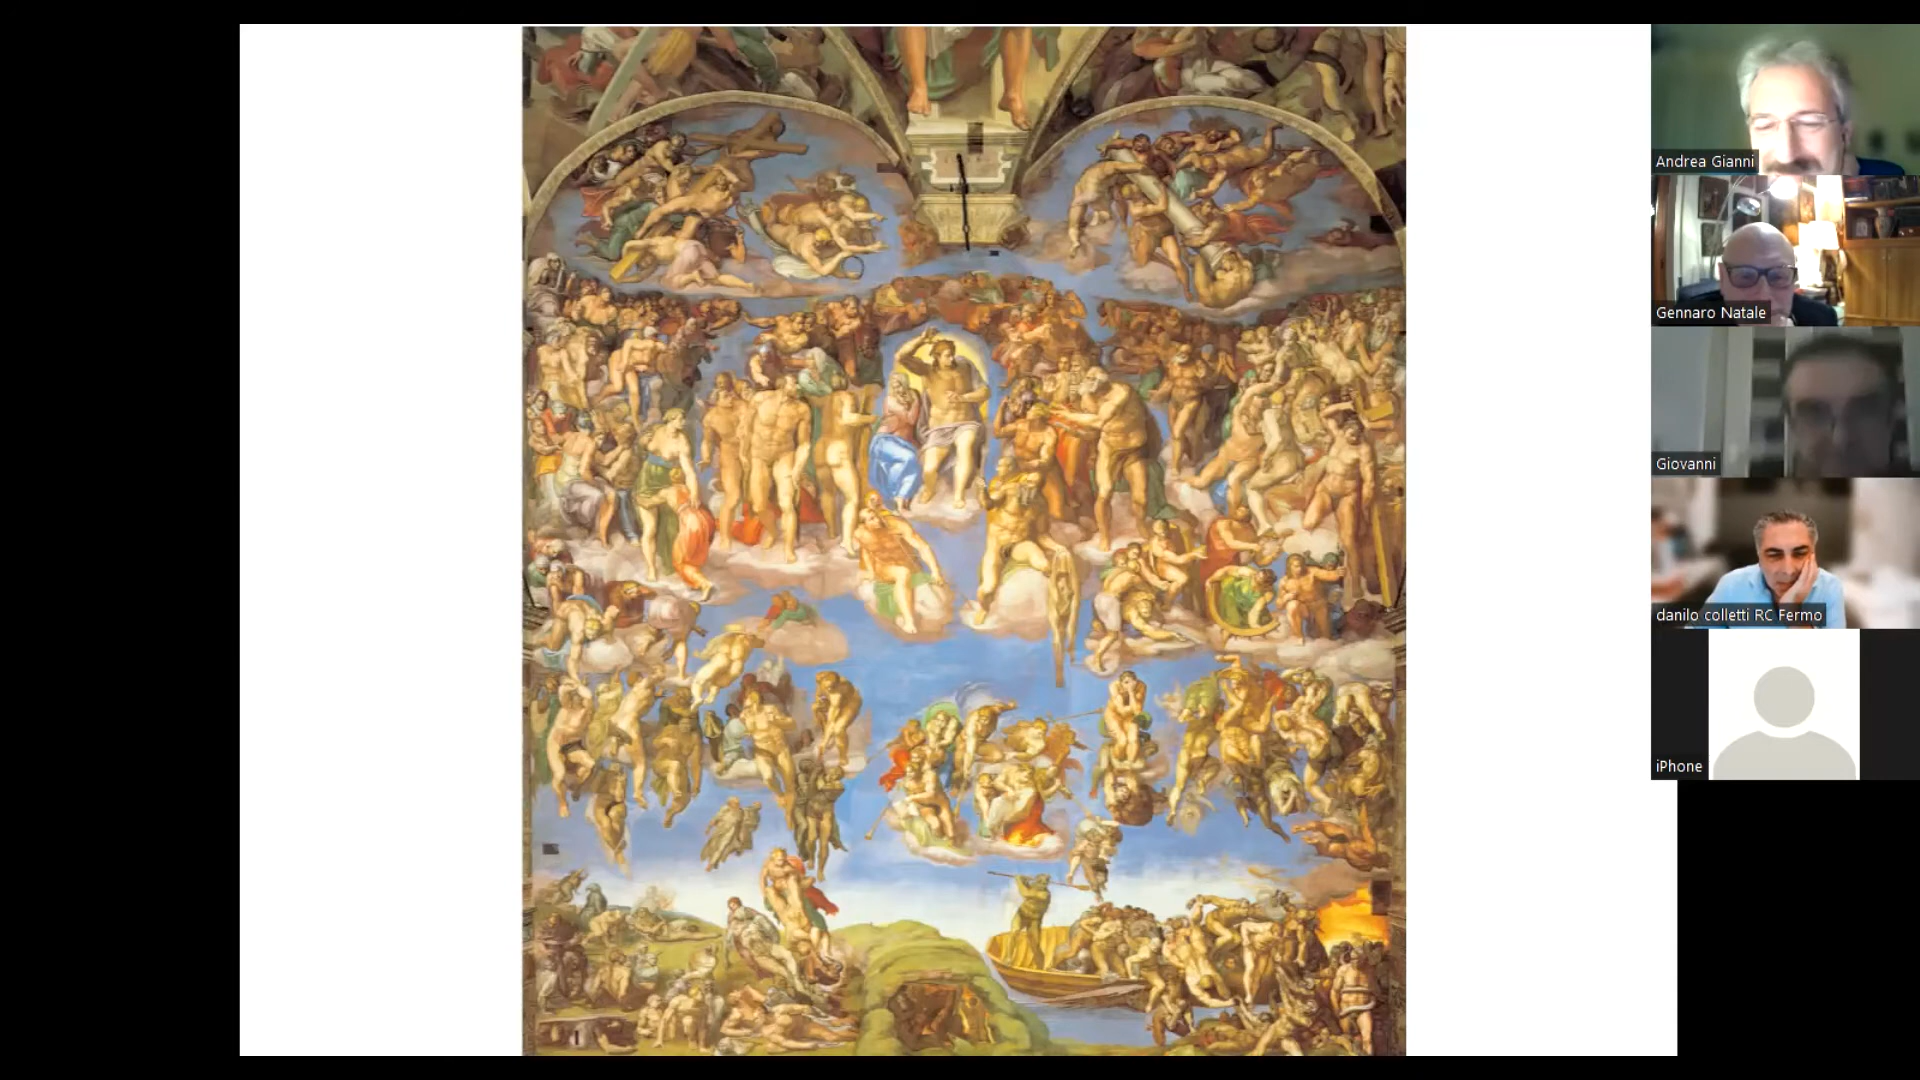 Andrea Gianni
Gennaro Natale
Giovanni
danilo colletti RC Fermo
iPhone